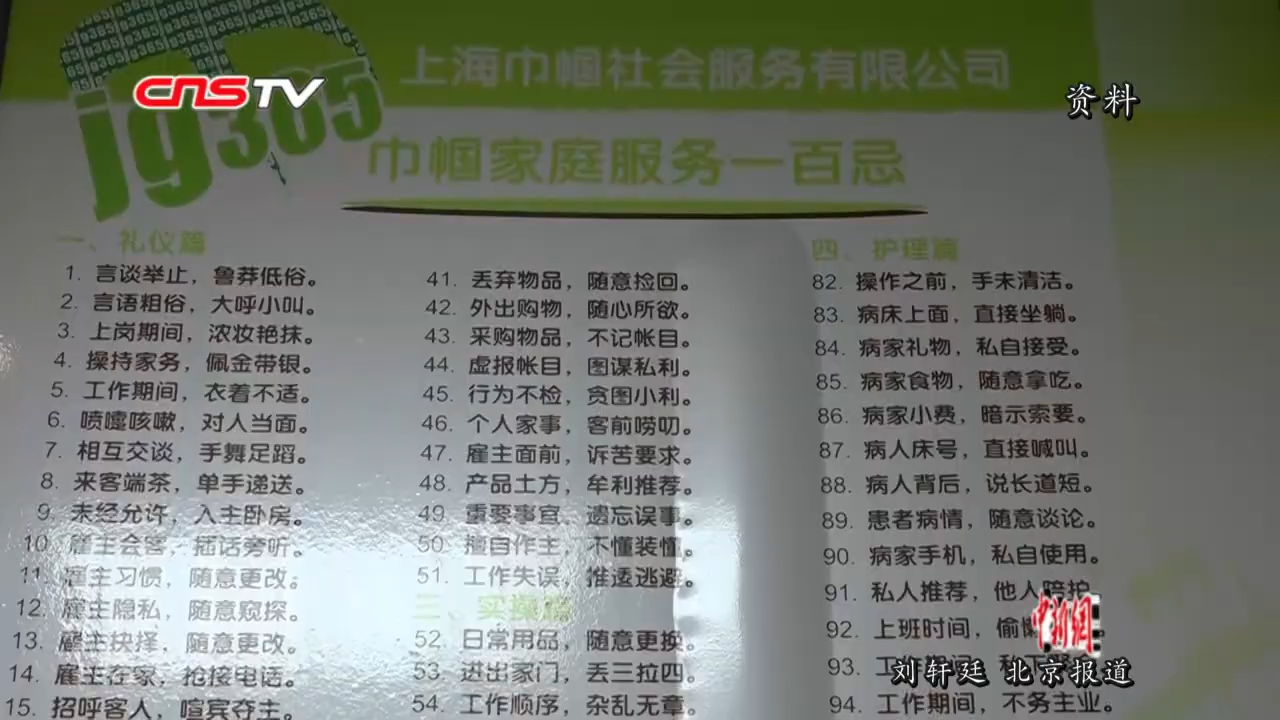 jg365
上海巾帼社会服务有限公司
CNSTV
资料
巾帼家庭服务一百忌
一、礼仪篇
1. 言谈举止，鲁莽低俗。
2. 言语粗俗，大呼小叫。
3. 上岗期间，浓妆艳抹。
4. 操持家务，佩金带银。
5. 工作期间，衣着不适。
6. 喷嚏咳嗽，对人当面。
7. 相互交谈，手舞足蹈。
8. 来客端茶，单手递送。
9. 未经允许，入主卧房。
10. 雇主会客，插话旁听。
11. 雇主习惯，随意更改。
12. 雇主隐私，随意窥探。
13. 雇主抉择，随意更改。
14. 雇主在家，抢接电话。
15. 招呼客人，喧宾夺主。
41. 丢弃物品，随意捡回。
42. 外出购物，随心所欲。
43. 采购物品，不记帐目。
44. 虚报帐目，图谋私利。
45. 行为不检，贪图小利。
46. 个人家事，客前唠叨。
47. 雇主面前，诉苦要求。
48. 产品土方，牟利推荐。
49. 重要事宜，遗忘误事。
50. 擅自作主，不懂装懂。
51. 工作失误，推逶逃避。
三、实操篇
52. 日常用品，随意更换。
53. 进出家门，丢三拉四。
54. 工作顺序，杂乱无章。
四、护理篇
82. 操作之前，手未清洁。
83. 病床上面，直接坐躺。
84. 病家礼物，私自接受。
85. 病家食物，随意拿吃。
86. 病家小费，暗示索要。
87. 病人床号，直接喊叫。
88. 病人背后，说长道短。
89. 患者病情，随意谈论。
90. 病家手机，私自使用。
91. 私人推荐，他人陪护
92. 上班时间，偷
93. 工作期间，
94. 工作期间，不务主业。
中新網
刘轩廷 北京报道